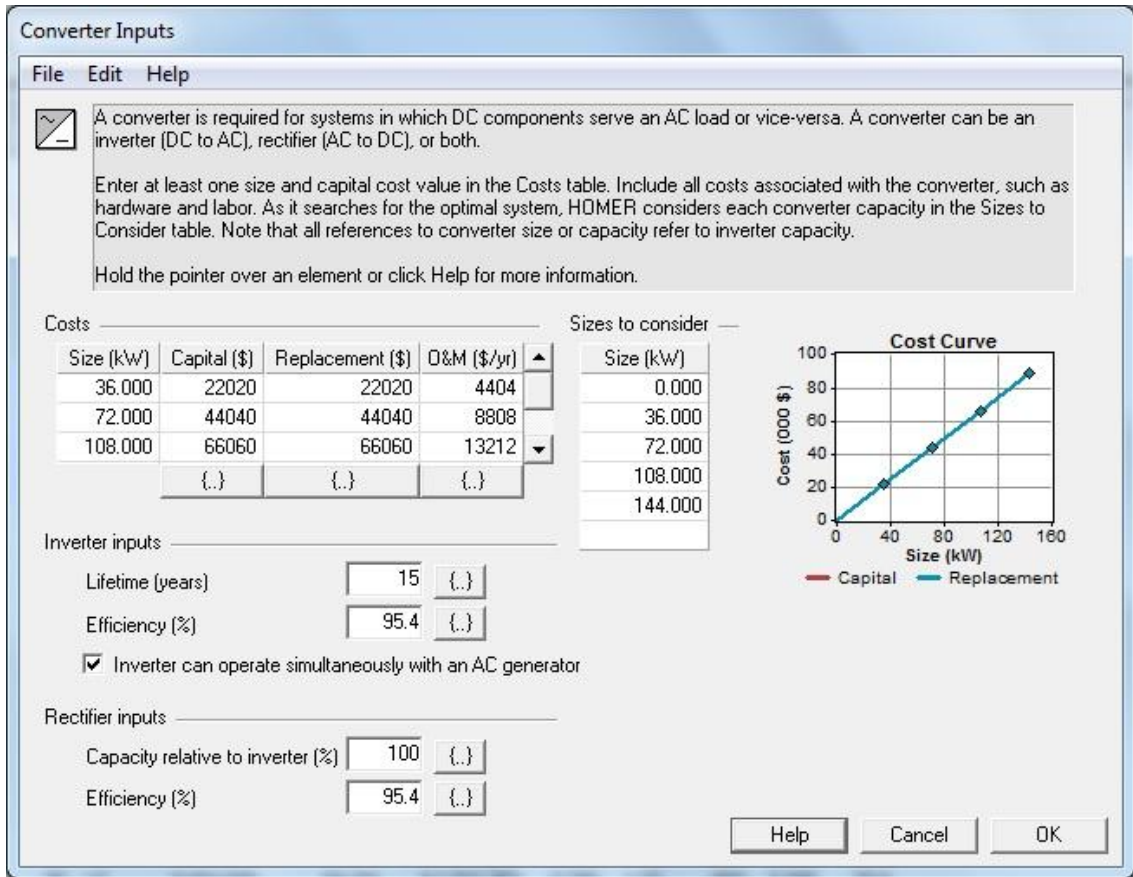 Converter Inputs
File Edit Help
A converter is required for systems in which DC components serve an AC load or vice-versa. A converter can be an
inverter (DC to AC), rectifier (AC to DC), or both.
Enter at least one size and capital cost value in the Costs table. Include all costs associated with the converter, such as
hardware and labor. As it searches for the optimal system, HOMER considers each converter capacity in the Sizes to
Consider table. Note that all references to converter size or capacity refer to inverter capacity.
Hold the pointer over an element or click Help for more information.
Costs
Size (kW) Capital ($) Replacement ($) O&M ($/yr)
36.000 22020 22020 4404
72.000 44040 44040 8808
108.000 66060 66060 13212
{..} {..} {..}
Sizes to consider
Size (kW)
0.000
36.000
72.000
108.000
144.000
Cost Curve
Cost (000 $)
100
80
60
40
20
0
0 40 80 120 160
Size (kW)
Capital Replacement
Inverter inputs
Lifetime (years) 15 {..}
Efficiency (%) 95.4 {..}
Inverter can operate simultaneously with an AC generator
Rectifier inputs
Capacity relative to inverter (%) 100 {..}
Efficiency (%) 95.4 {..}
Help Cancel OK